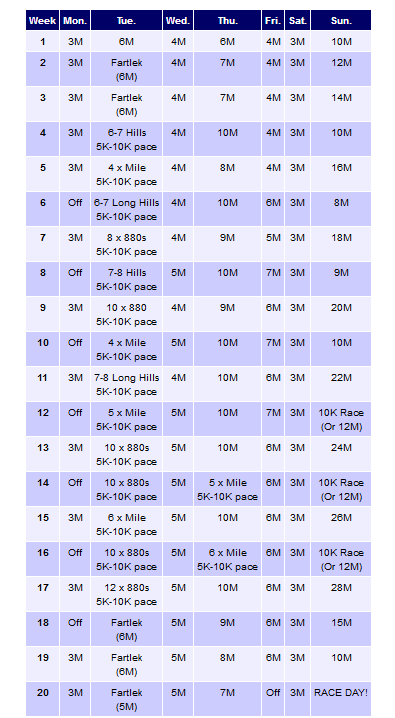 Week Mon. Tue. Wed. Thu. Fri. Sat. Sun.
1 3M 6M 4M 6M 4M 3M 10M
2 3M Fartlek 4M 7M 4M 3M 12M
(6M)
3 3M Fartlek 4M 7M 4M 3M 14M
(6M)
4 3M 6-7 Hills 4M 10M 4M 3M 10M
5K-10K pace
5 3M 4 x Mile 4M 8M 4M 3M 16M
5K-10K pace
6 Off 6-7 Long Hills 4M 10M 6M 3M 8M
5K-10K pace
7 3M 8 x 880s 4M 9M 5M 3M 18M
5K-10K pace
8 Off 7-8 Hills 5M 10M 7M 3M 9M
5K-10K pace
9 3M 10 x 880 4M 9M 6M 3M 20M
5K-10K pace
10 Off 4 x Mile 5M 10M 7M 3M 10M
5K-10K pace
11 3M 7-8 Long Hills 4M 10M 6M 3M 22M
5K-10K pace
12 Off 5 x Mile 5M 10M 7M 3M 10K Race
5K-10K pace (Or 12M)
13 3M 10 x 880s 5M 10M 6M 3M 24M
5K-10K pace
14 Off 10 x 880s 5M 5 x Mile 6M 3M 10K Race
5K-10K pace 5K-10K pace (Or 12M)
15 3M 6 x Mile 5M 10M 6M 3M 26M
5K-10K pace
16 Off 10 x 880s 5M 6 x Mile 6M 3M 10K Race
5K-10K pace 5K-10K pace (Or 12M)
17 3M 12 x 880s 5M 10M 6M 3M 28M
5K-10K pace
18 Off Fartlek 5M 9M 6M 3M 15M
(6M)
19 3M Fartlek 5M 8M 6M 3M 10M
(6M)
20 3M Fartlek 5M 7M Off 3M RACE DAY!
(5M)